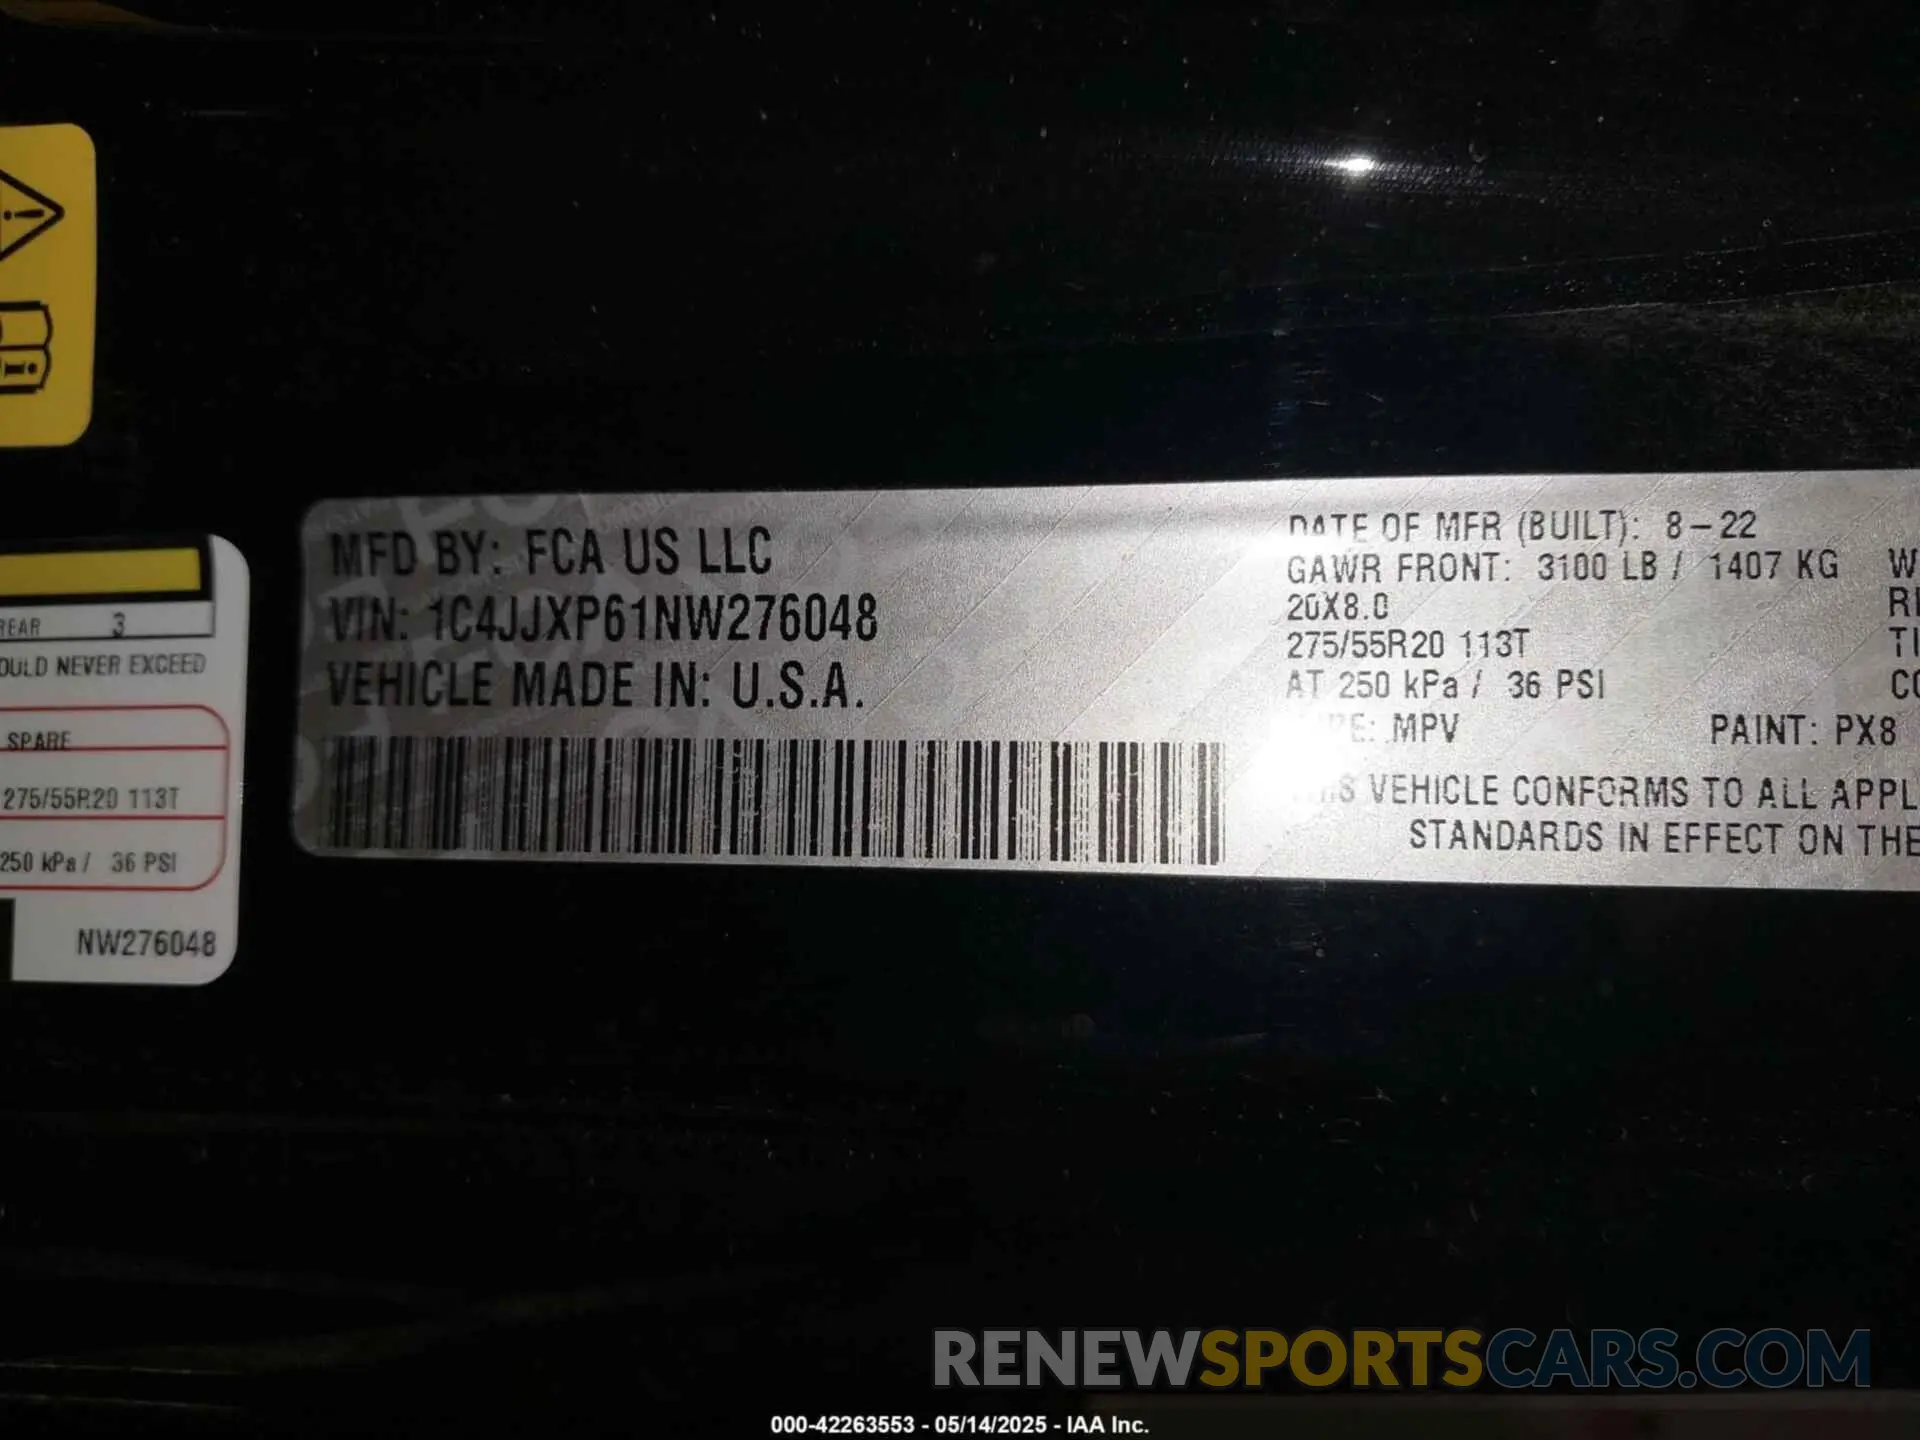 REAR 3
OULD NEVER EXCEED
SPARE
275/55R20 113T
250 kPa / 36 PSI
NW276048
MFD BY: FCA US LLC
VIN: 1C4JJXP61NW276048
VEHICLE MADE IN: U.S.A.
DATE OF MFR (BUILT): 8-22
GAWR FRONT: 3100 LB / 1407 KG W
20X8.0 RI
275/55R20 113T TI
AT 250 kPa / 36 PSI CO
: MPV PAINT: PX8
VEHICLE CONFORMS TO ALL APPL
STANDARDS IN EFFECT ON THE
RENEWSPORTSCARS.COM
000-42263553 - 05/14/2025 - IAA Inc.